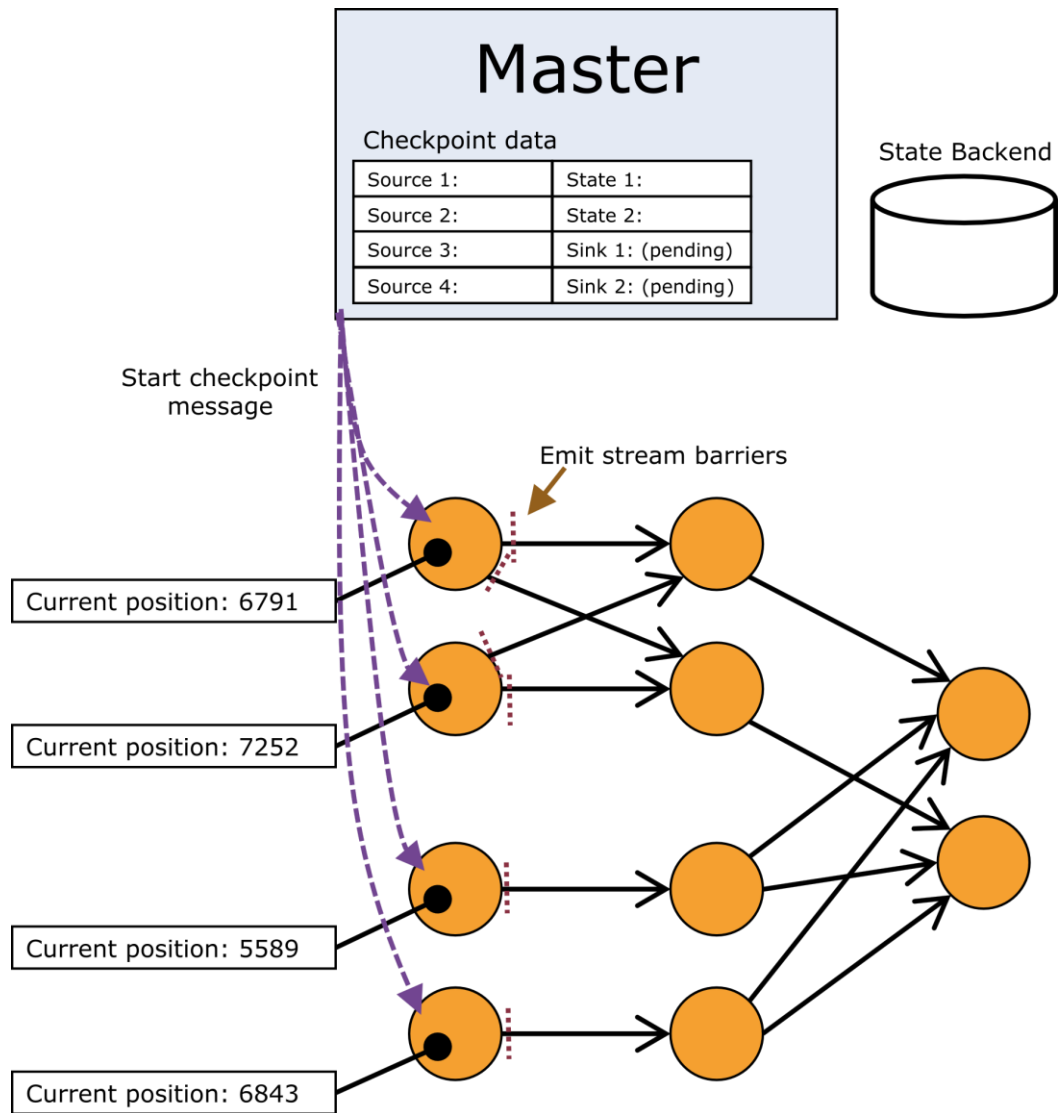 Master
Checkpoint data
Source 1: State 1:
Source 2: State 2:
Source 3: Sink 1: (pending)
Source 4: Sink 2: (pending)
State Backend
Start checkpoint
message
Emit stream barriers
Current position: 6791
Current position: 7252
Current position: 5589
Current position: 6843